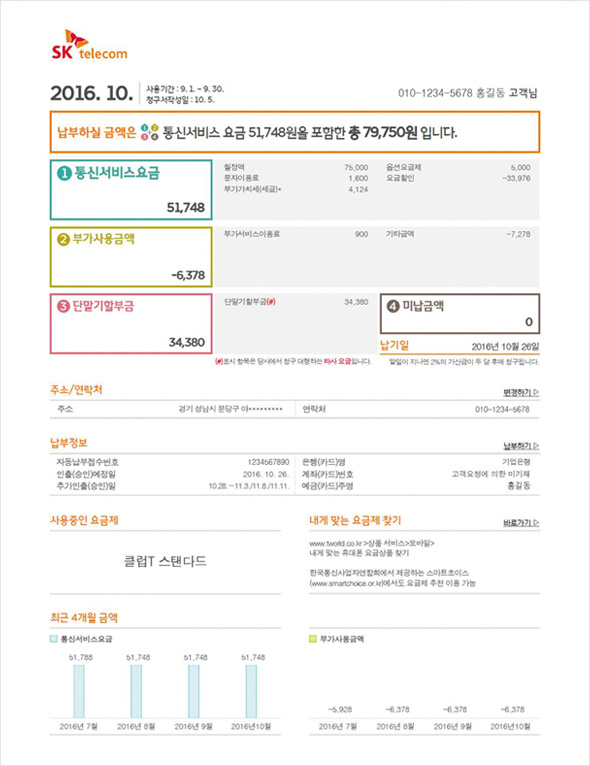 SK telecom
2016. 10. 사용기간 : 9. 1. - 9. 30.
청구서작성일 : 10. 5.
010-1234-5678 홍길동 고객님
납부하실 금액은 1 2 3 4 통신서비스 요금 51,748원을 포함한 총 79,750원 입니다.
1 통신서비스요금
51,748
월정액 75,000 옵션요금제 5,000
문자이용료 1,600 요금할인 -33,976
부가가치세(세금)* 4,124
2 부가사용금액
-6,378
부가서비스이용료 900 기타금액 -7,278
3 단말기할부금
34,380
단말기할부금(#) 34,380
4 미납금액
0
납기일 2016년 10월 26일
(#)표시 항목은 당사에서 청구 대행하는 타사 요금입니다.
말일이 지나면 2%의 가산금이 두 달 후에 청구됩니다.
주소/연락처 변경하기 ▷
주소 경기 성남시 분당구 이********* 연락처 010-1234-5678
납부정보 납부하기 ▷
자동납부접수번호 1234567890 은행(카드)명 기업은행
인출(승인)예정일 2016. 10. 26. 계좌(카드)번호 고객요청에 의한 미기재
추가인출(승인)일 10.28.~11.3./11.8./11.11. 예금(카드)주명 홍길동
사용중인 요금제
클럽T 스탠다드
내게 맞는 요금제 찾기 바로가기 ▷
www.tworld.co.kr >상품 서비스>모바일>
내게 맞는 휴대폰 요금상품 찾기
한국통신사업자연합회에서 제공하는 스마트초이스
(www.smartchoice.or.kr)에서도 요금제 추천 이용 가능
최근 4개월 금액
통신서비스요금
51,788 51,748 51,748 51,748
2016년 7월 2016년 8월 2016년 9월 2016년10월
부가사용금액
-5,928 -6,378 -6,378 -6,378
2016년 7월 2016년 8월 2016년 9월 2016년10월